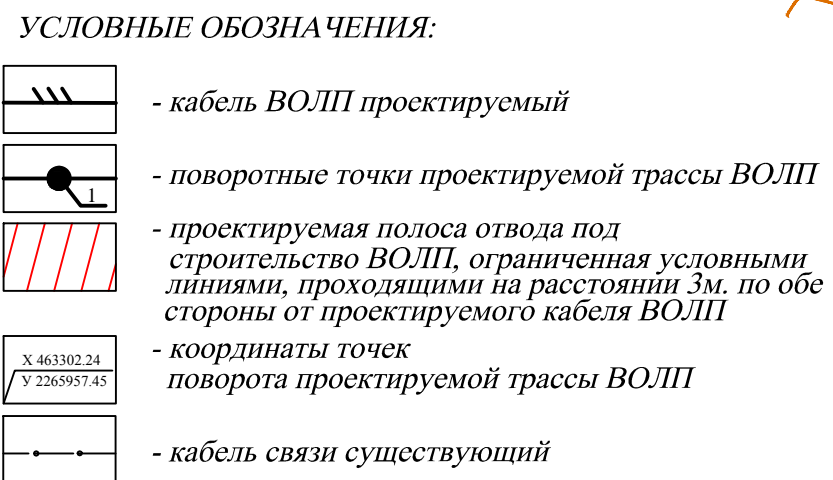 УСЛОВНЫЕ ОБОЗНАЧЕНИЯ:
- кабель ВОЛП проектируемый
1
- поворотные точки проектируемой трассы ВОЛП
- проектируемая полоса отвода под
строительство ВОЛП, ограниченная условными
линиями, проходящими на расстоянии 3м. по обе
стороны от проектируемого кабеля ВОЛП
Х 463302.24
У 2265957.45
- координаты точек
поворота проектируемой трассы ВОЛП
- кабель связи существующий